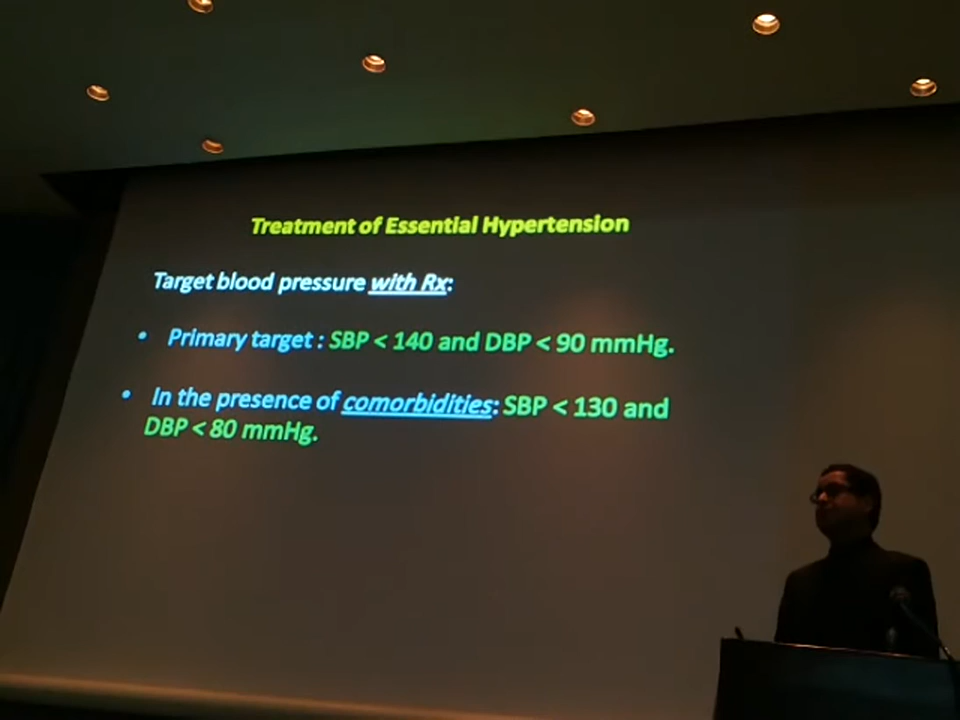 Treatment of Essential Hypertension
Target blood pressure with Rx:
• Primary target : SBP < 140 and DBP < 90 mmHg.
• In the presence of comorbidities: SBP < 130 and
DBP < 80 mmHg.